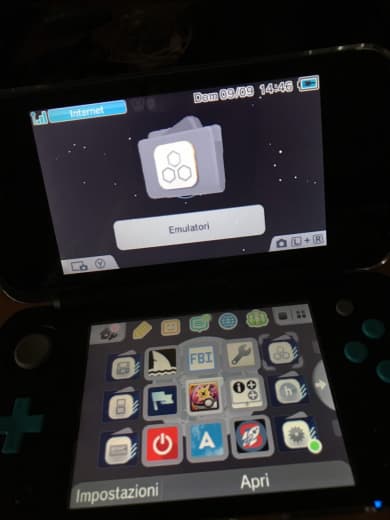 Internet
Dom 09/09 14:46
Emulatori
Y
L + R
FBI
i
h
A
Impostazioni
Apri